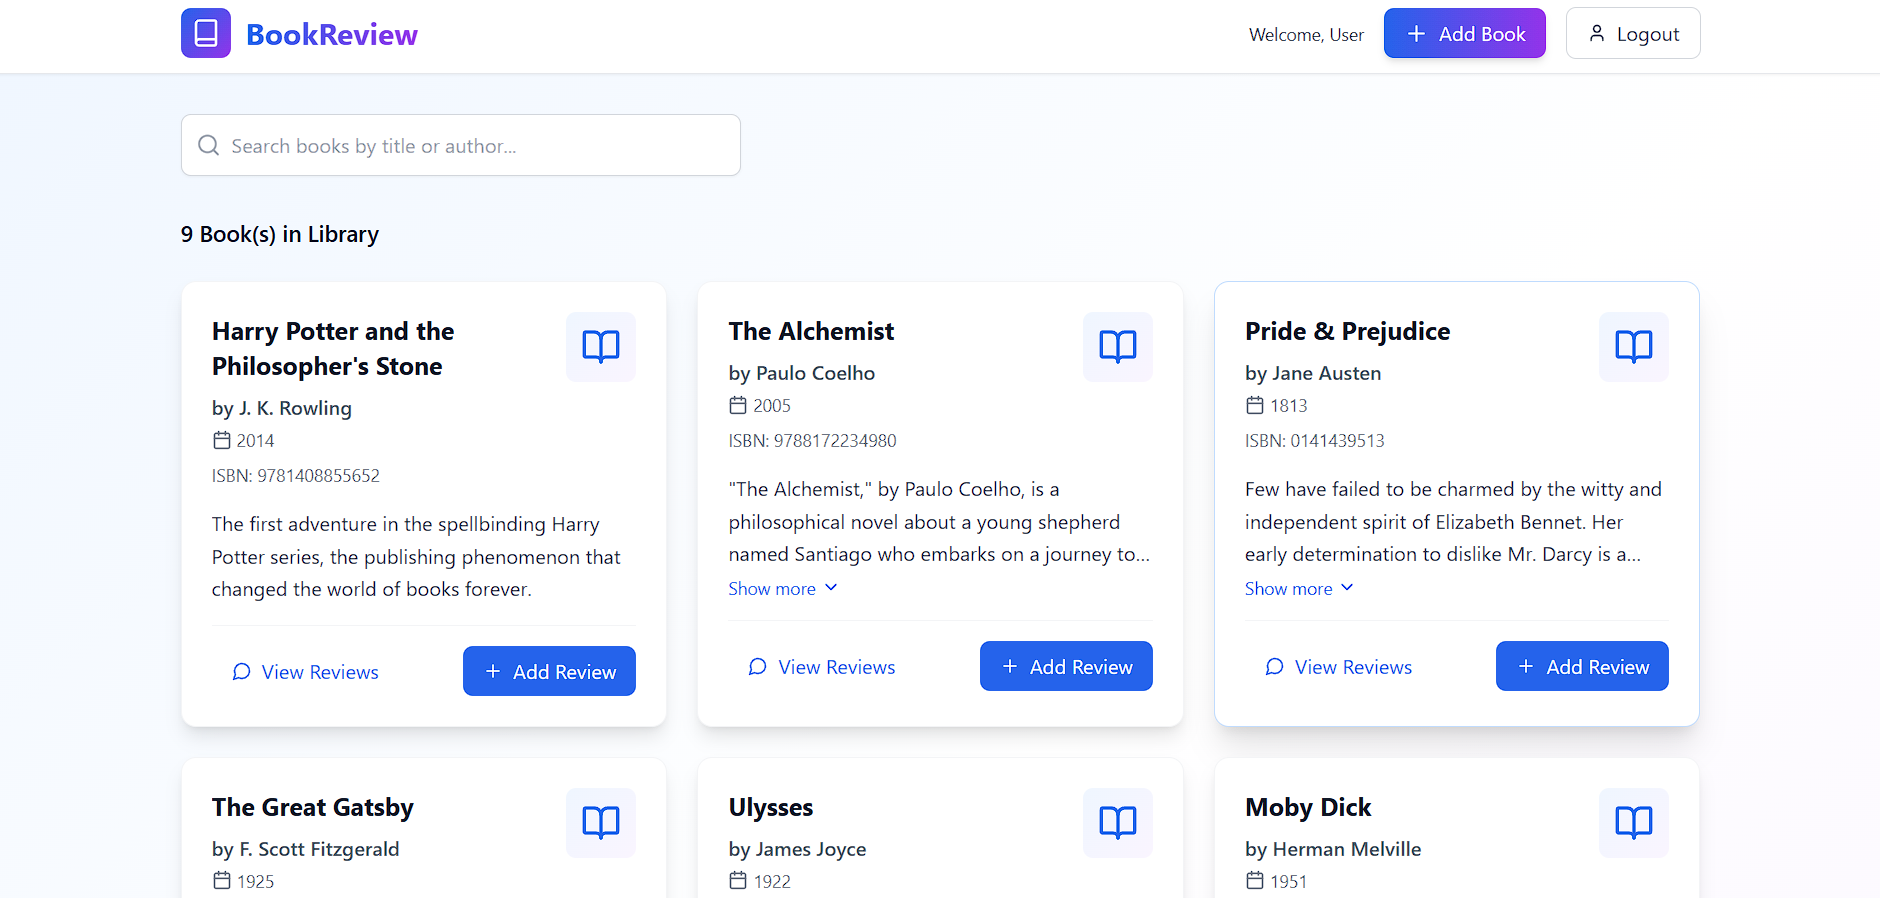 BookReview
Welcome, User
Add Book
Logout
Search books by title or author...
9 Book(s) in Library
Harry Potter and the
Philosopher's Stone
by J. K. Rowling
2014
ISBN: 9781408855652
The first adventure in the spellbinding Harry
Potter series, the publishing phenomenon that
changed the world of books forever.
View Reviews
Add Review
The Alchemist
by Paulo Coelho
2005
ISBN: 9788172234980
"The Alchemist," by Paulo Coelho, is a
philosophical novel about a young shepherd
named Santiago who embarks on a journey to...
Show more
View Reviews
Add Review
Pride & Prejudice
by Jane Austen
1813
ISBN: 0141439513
Few have failed to be charmed by the witty and
independent spirit of Elizabeth Bennet. Her
early determination to dislike Mr. Darcy is a...
Show more
View Reviews
Add Review
The Great Gatsby
by F. Scott Fitzgerald
1925
Ulysses
by James Joyce
1922
Moby Dick
by Herman Melville
1951